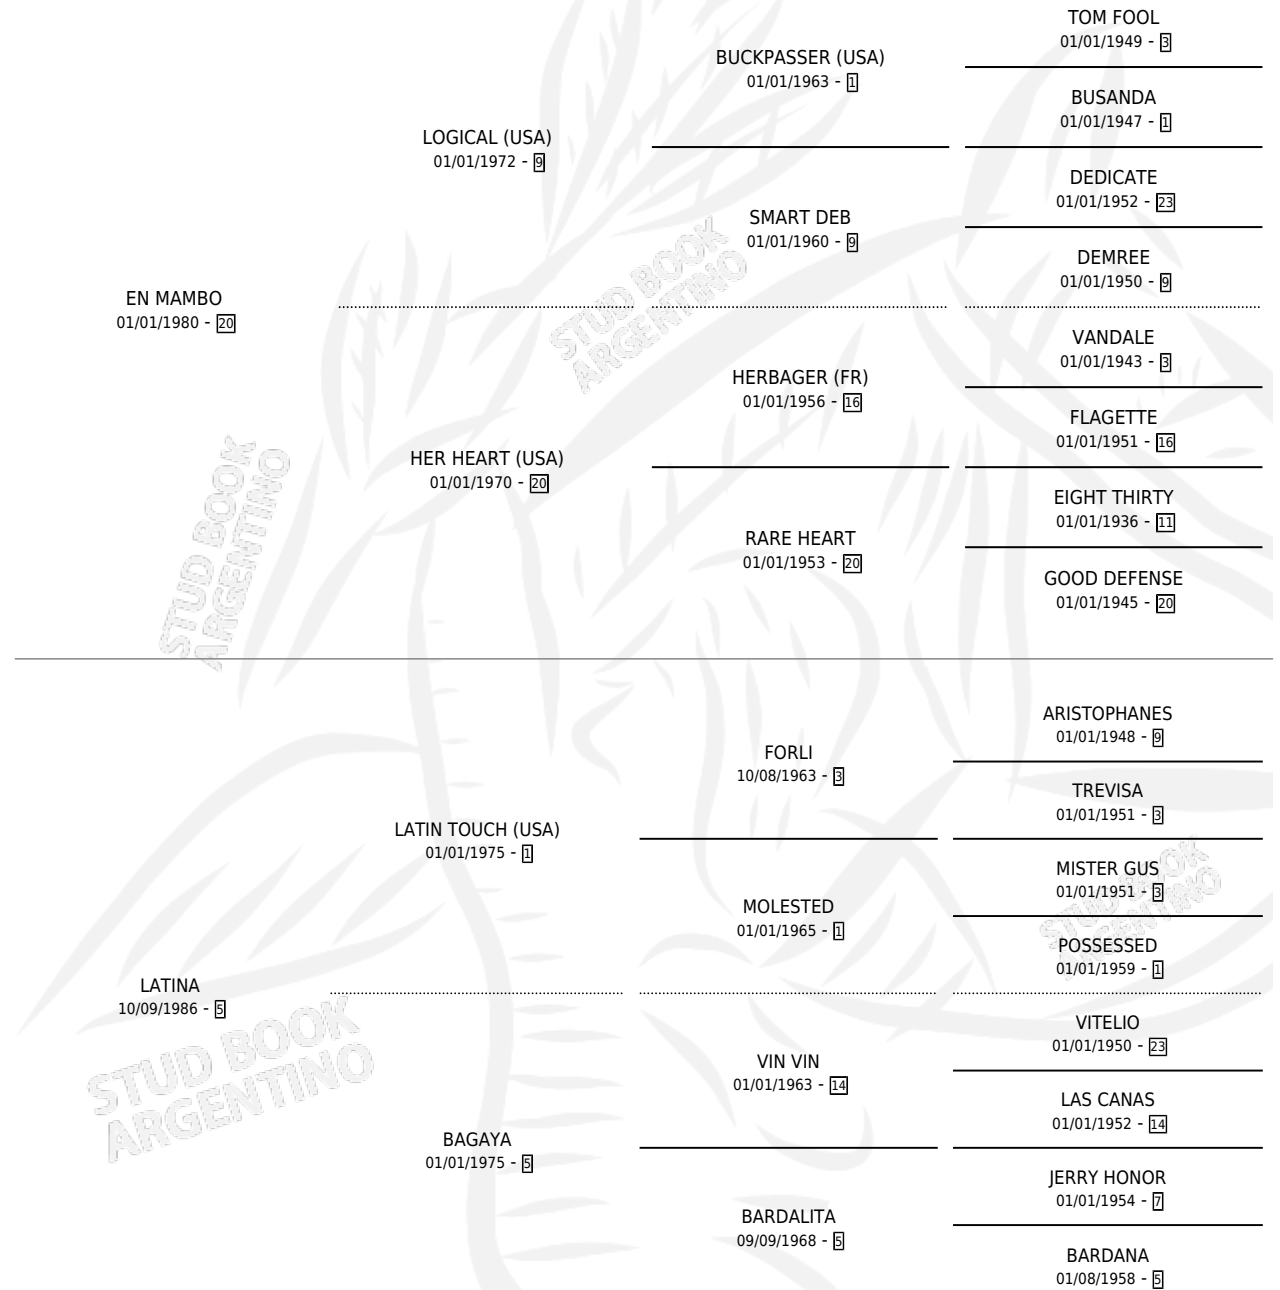 TOM FOOL
01/01/1949 - 3
BUCKPASSER (USA)
01/01/1963 - 1
BUSANDA
01/01/1947 - 1
LOGICAL (USA)
01/01/1972 - 9
DEDICATE
01/01/1952 - 23
SMART DEB
01/01/1960 - 9
DEMREE
01/01/1950 - 9
EN MAMBO
01/01/1980 - 20
VANDALE
01/01/1943 - 3
HERBAGER (FR)
01/01/1956 - 16
FLAGETTE
01/01/1951 - 16
HER HEART (USA)
01/01/1970 - 20
EIGHT THIRTY
01/01/1936 - 11
RARE HEART
01/01/1953 - 20
GOOD DEFENSE
01/01/1945 - 20
STUD BOOK
ARGENTINO
STUD BOOK
ARGENTINO
ARISTOPHANES
01/01/1948 - 9
FORLI
10/08/1963 - 3
TREVISA
01/01/1951 - 3
LATIN TOUCH (USA)
01/01/1975 - 1
MISTER GUS
01/01/1951 - 3
MOLESTED
01/01/1965 - 1
POSSESSED
01/01/1959 - 1
STUD BOOK
ARGENTINO
LATINA
10/09/1986 - 5
VITELIO
01/01/1950 - 23
VIN VIN
01/01/1963 - 14
LAS CANAS
01/01/1952 - 14
BAGAYA
01/01/1975 - 5
JERRY HONOR
01/01/1954 - 7
BARDALITA
09/09/1968 - 5
BARDANA
01/08/1958 - 5
STUD BOOK
ARGENTINO